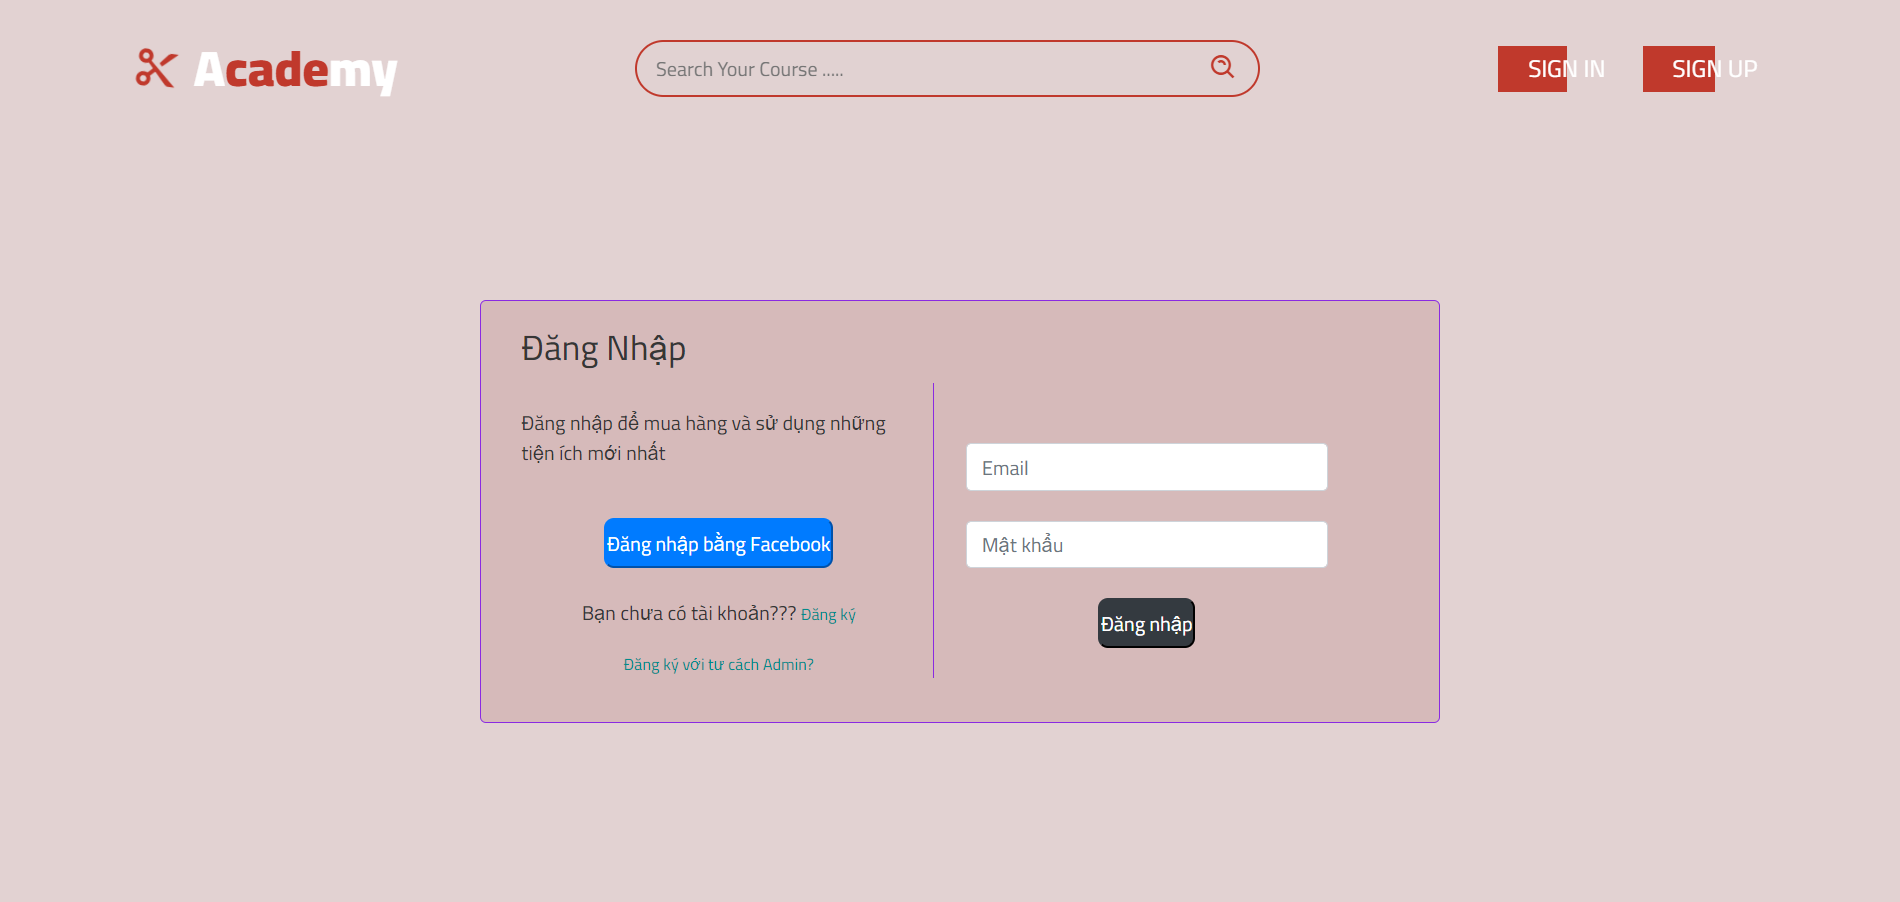 Academy
Search Your Course .....
SIGN IN
SIGN UP
Đăng Nhập
Đăng nhập để mua hàng và sử dụng những
tiện ích mới nhất
Đăng nhập bằng Facebook
Bạn chưa có tài khoản??? Đăng ký
Đăng ký với tư cách Admin?
Email
Mật khẩu
Đăng nhập